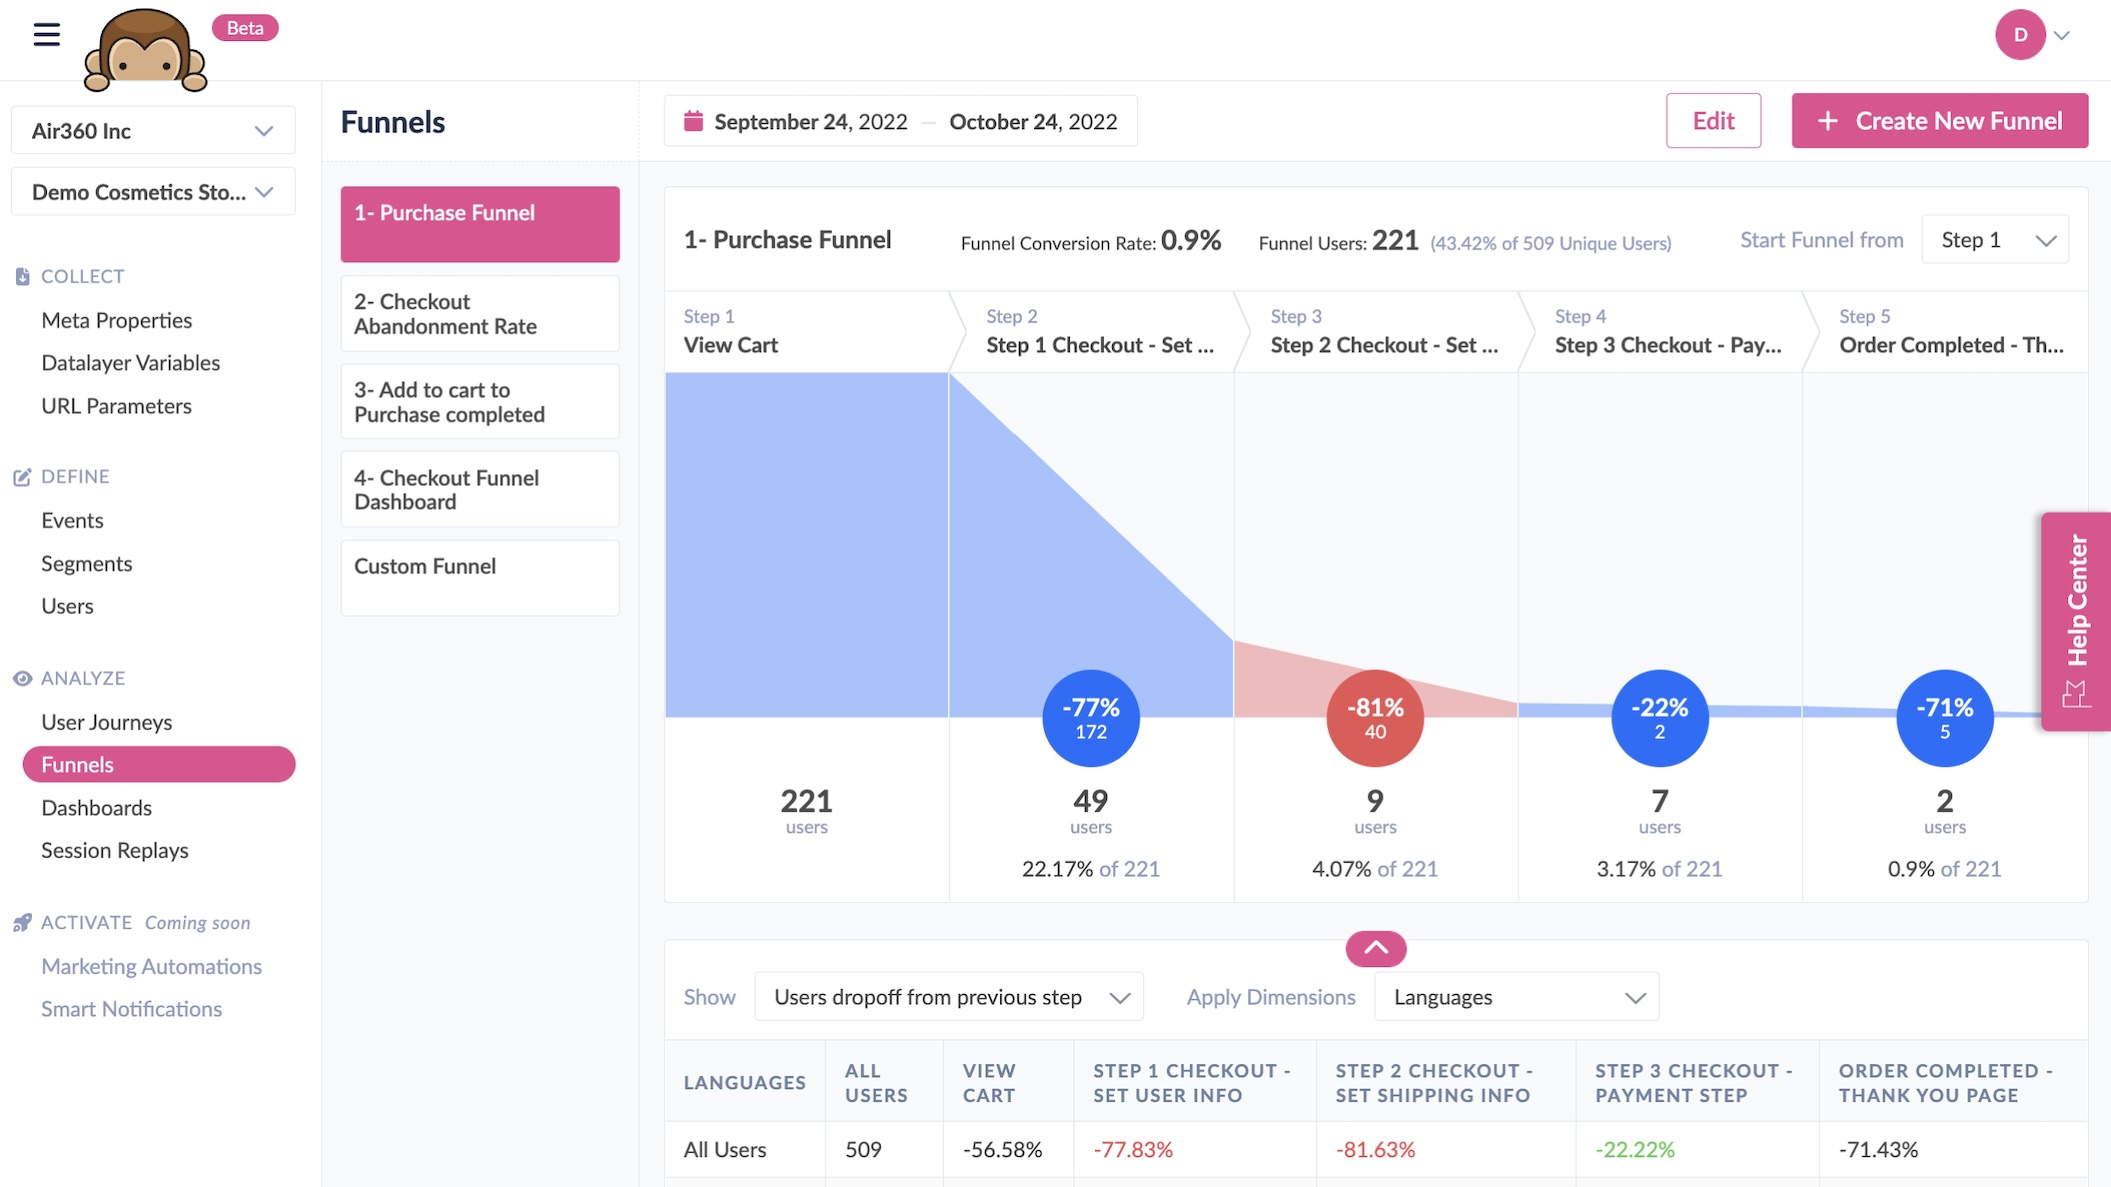 Beta
D
Air360 Inc
Demo Cosmetics Sto...
COLLECT
Meta Properties
Datalayer Variables
URL Parameters
DEFINE
Events
Segments
Users
ANALYZE
User Journeys
Funnels
Dashboards
Session Replays
ACTIVATE Coming soon
Marketing Automations
Smart Notifications
Funnels
1- Purchase Funnel
2- Checkout
Abandonment Rate
3- Add to cart to
Purchase completed
4- Checkout Funnel
Dashboard
Custom Funnel
September 24, 2022 – October 24, 2022
Edit
+ Create New Funnel
1- Purchase Funnel
Funnel Conversion Rate: 0.9%
Funnel Users: 221 (43.42% of 509 Unique Users)
Start Funnel from
Step 1
Step 1
View Cart
Step 2
Step 1 Checkout - Set ...
Step 3
Step 2 Checkout - Set ...
Step 4
Step 3 Checkout - Pay...
Step 5
Order Completed - Th...
-77%
172
-81%
40
-22%
2
-71%
5
221
users
49
users
22.17% of 221
9
users
4.07% of 221
7
users
3.17% of 221
2
users
0.9% of 221
Help Center
Show
Users dropoff from previous step
Apply Dimensions
Languages
LANGUAGES
ALL
USERS
VIEW
CART
STEP 1 CHECKOUT -
SET USER INFO
STEP 2 CHECKOUT -
SET SHIPPING INFO
STEP 3 CHECKOUT -
PAYMENT STEP
ORDER COMPLETED -
THANK YOU PAGE
All Users 509 -56.58% -77.83% -81.63% -22.22% -71.43%